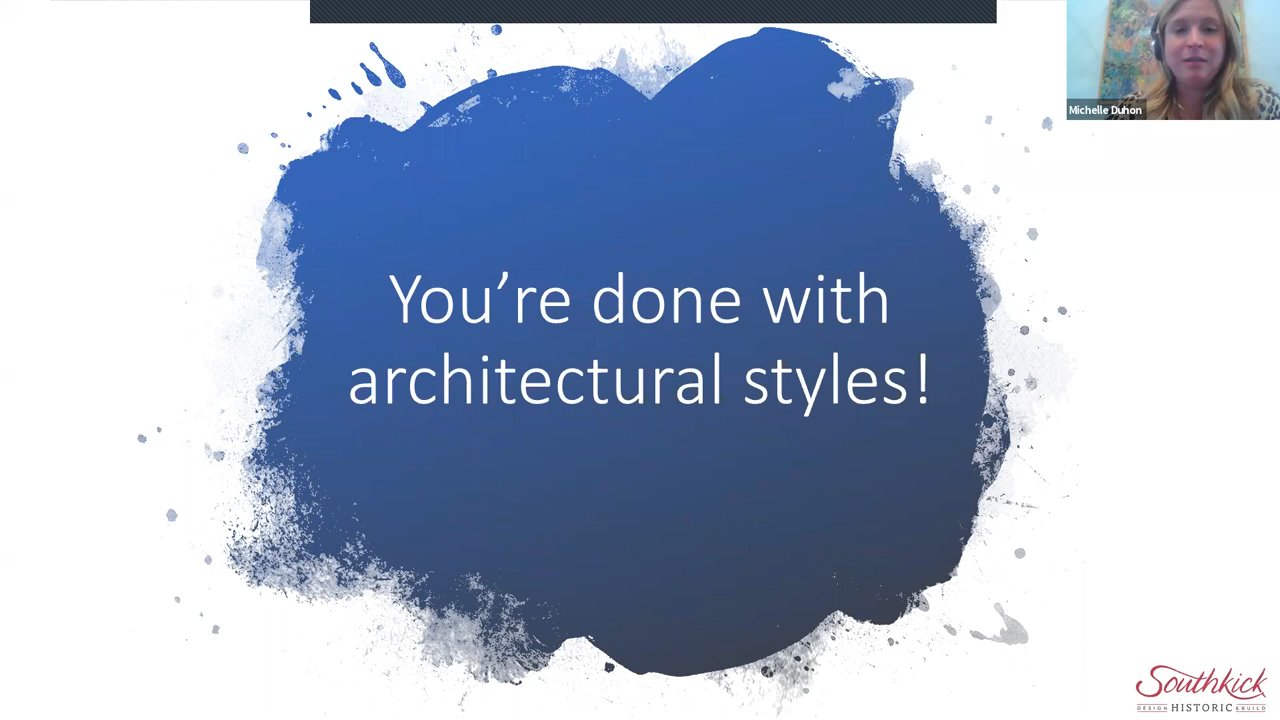 Michelle Duhon
You're done with
architectural styles!
Southkick
DESIGN HISTORIC & BUILD